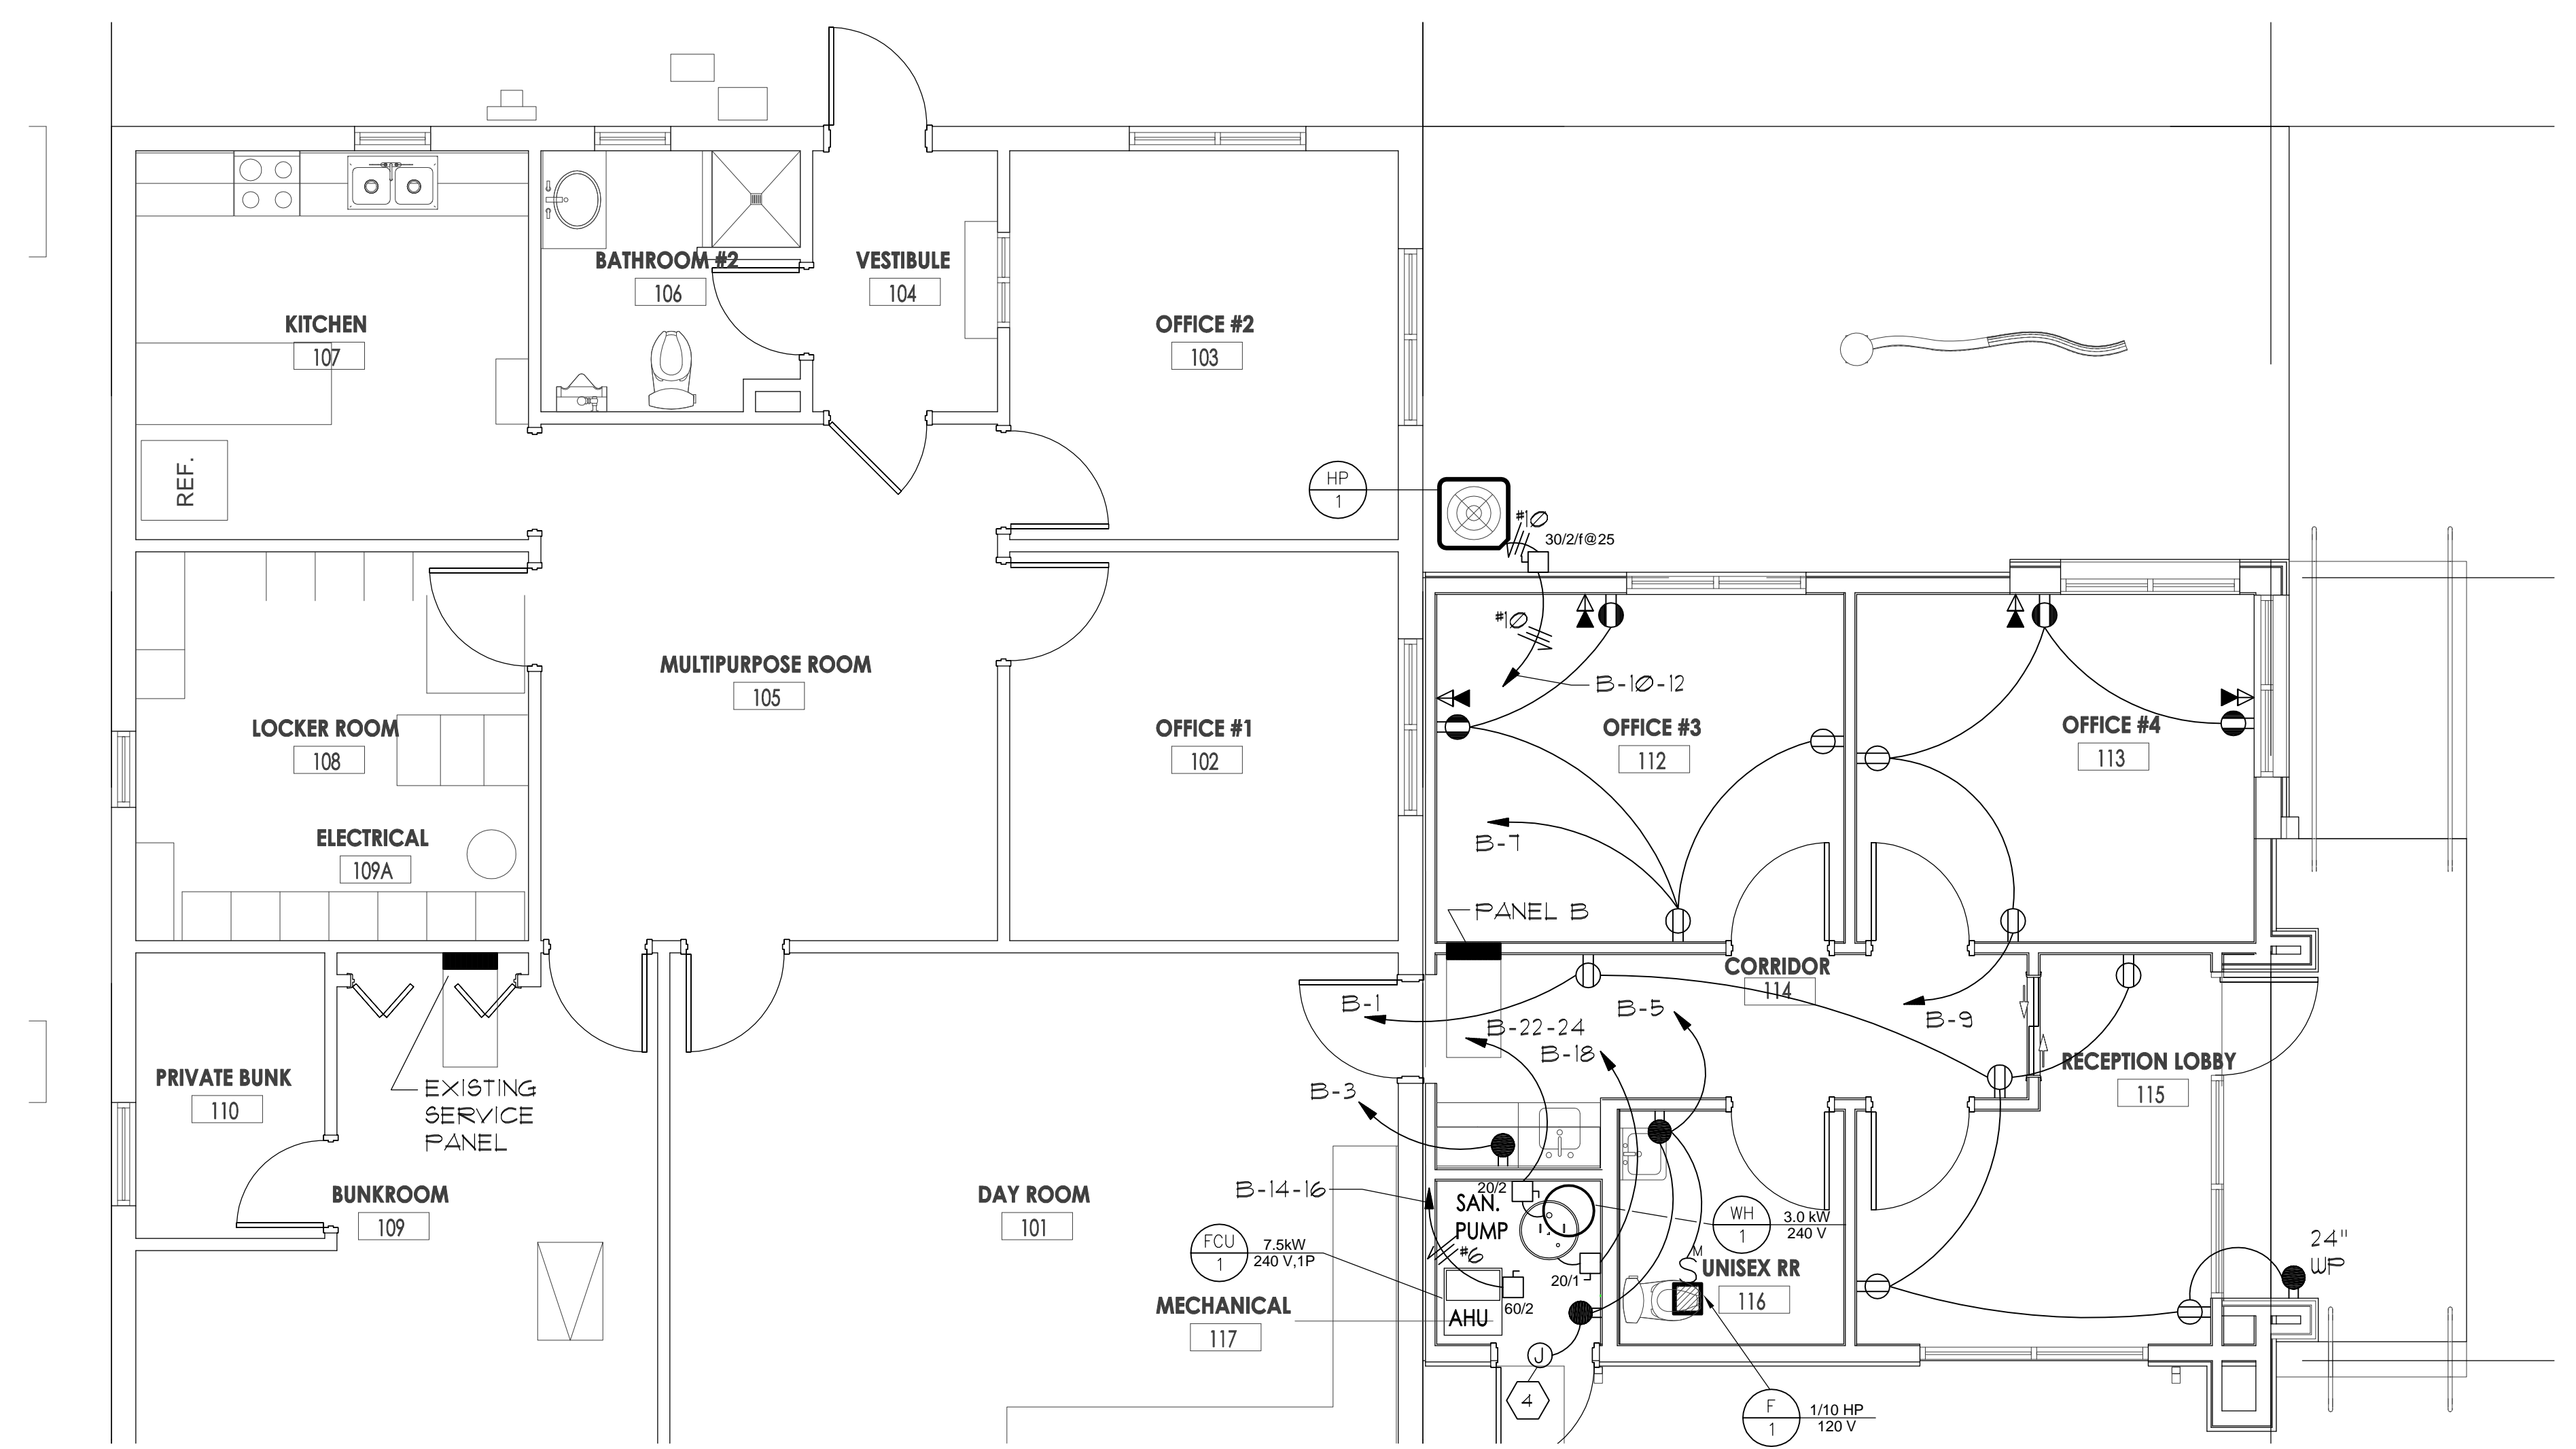 BATHROOM #2
106
VESTIBULE
104
KITCHEN
107
OFFICE #2
103
REF.
HP
1
#10
30/2/f@25
#10
B-10-12
MULTIPURPOSE ROOM
105
LOCKER ROOM
108
OFFICE #1
102
OFFICE #3
112
OFFICE #4
113
ELECTRICAL
109A
B-7
PANEL B
CORRIDOR
114
B-1
B-22-24
B-5
B-9
B-18
RECEPTION LOBBY
115
B-3
PRIVATE BUNK
110
EXISTING
SERVICE
PANEL
BUNKROOM
109
DAY ROOM
101
B-14-16
20/2
SAN.
PUMP
#6
WH
1
3.0 kW
240 V
FCU
1
7.5kW
240 V,1P
20/1
M
S
UNISEX RR
116
24"
WP
60/2
AHU
MECHANICAL
117
J
4
F
1
1/10 HP
120 V